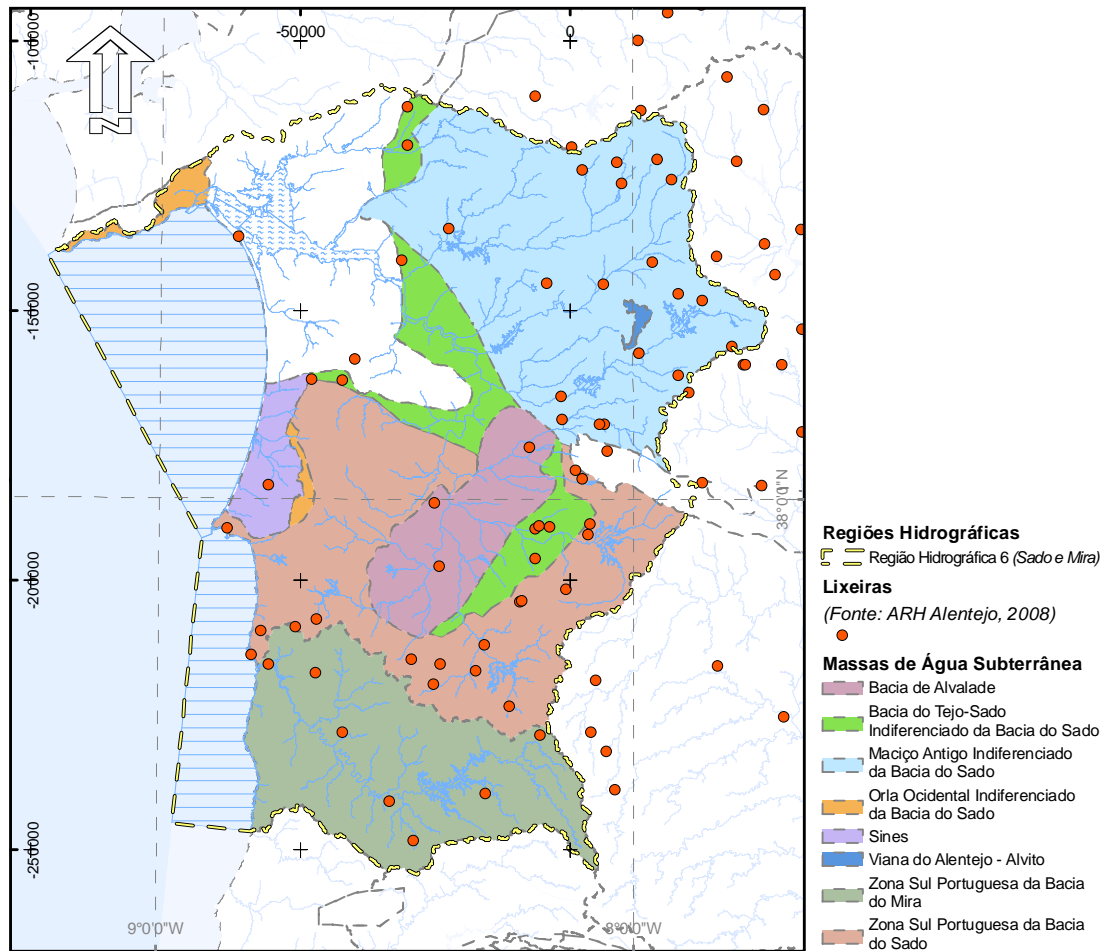 -50000
0
-100000
-150000
-200000
-250000
N
38°0'0"N
9°0'0"W
8°0'0"W
Regiões Hidrográficas
Região Hidrográfica 6 (Sado e Mira)
Lixeiras
(Fonte: ARH Alentejo, 2008)
Massas de Água Subterrânea
Bacia de Alvalade
Bacia do Tejo-Sado
Indiferenciado da Bacia do Sado
Maciço Antigo Indiferenciado
da Bacia do Sado
Orla Ocidental Indiferenciado
da Bacia do Sado
Sines
Viana do Alentejo - Alvito
Zona Sul Portuguesa da Bacia
do Mira
Zona Sul Portuguesa da Bacia
do Sado